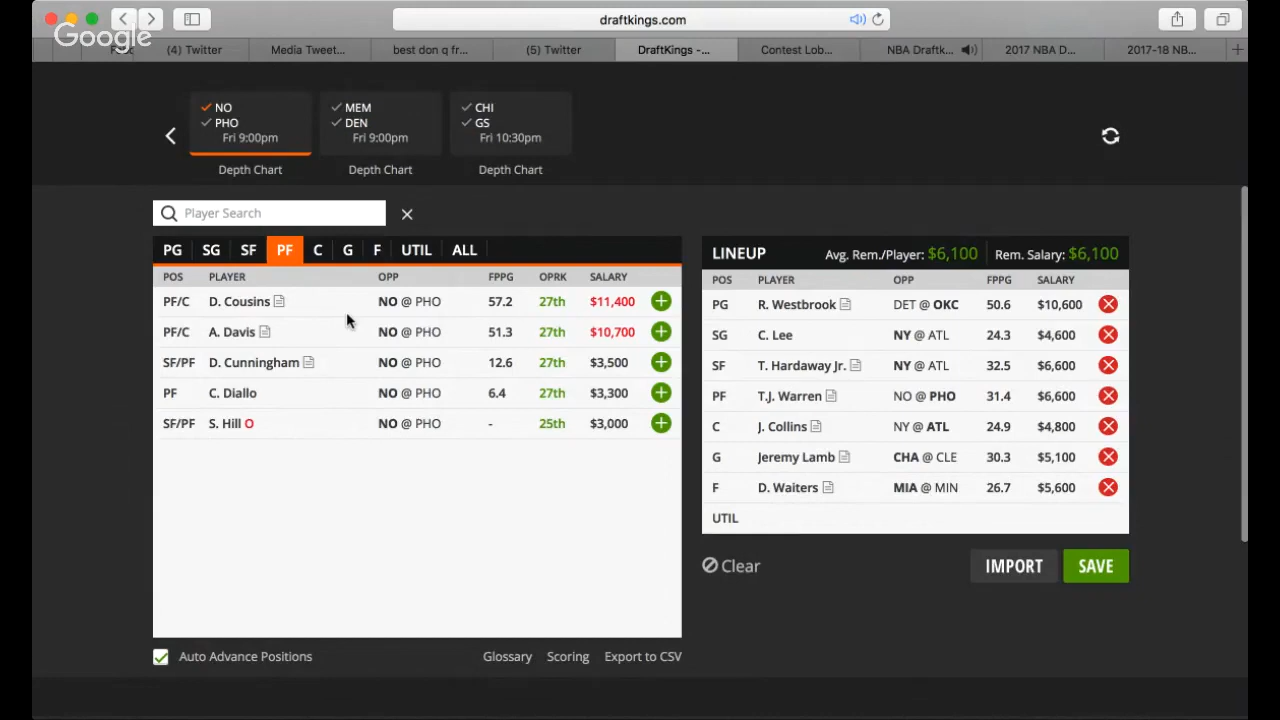 draftkings.com
Google
(4) Twitter
Media Tweet...
best don q fr...
(5) Twitter
DraftKings -...
Contest Lob...
NBA Draftk...
2017 NBA D...
2017-18 NB...
NO
PHO
Fri 9:00pm
Depth Chart
MEM
DEN
Fri 9:00pm
Depth Chart
CHI
GS
Fri 10:30pm
Depth Chart
Player Search
PG SG SF PF C G F UTIL ALL
POS PLAYER OPP FPPG OPRK SALARY
PF/C D. Cousins NO @ PHO 57.2 27th $11,400
PF/C A. Davis NO @ PHO 51.3 27th $10,700
SF/PF D. Cunningham NO @ PHO 12.6 27th $3,500
PF C. Diallo NO @ PHO 6.4 27th $3,300
SF/PF S. Hill O NO @ PHO - 25th $3,000
Auto Advance Positions
Glossary Scoring Export to CSV
LINEUP Avg. Rem./Player: $6,100 Rem. Salary: $6,100
POS PLAYER OPP FPPG SALARY
PG R. Westbrook DET @ OKC 50.6 $10,600
SG C. Lee NY @ ATL 24.3 $4,600
SF T. Hardaway Jr. NY @ ATL 32.5 $6,600
PF T.J. Warren NO @ PHO 31.4 $6,600
C J. Collins NY @ ATL 24.9 $4,800
G Jeremy Lamb CHA @ CLE 30.3 $5,100
F D. Waiters MIA @ MIN 26.7 $5,600
UTIL
Clear
IMPORT
SAVE